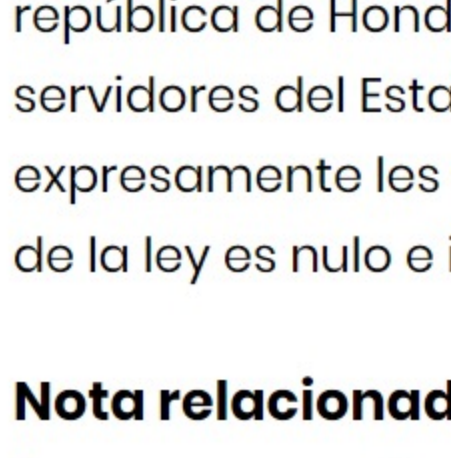 república de Hond
servidores del Esta
expresamente les
de la ley es nulo e i
Nota relacionad